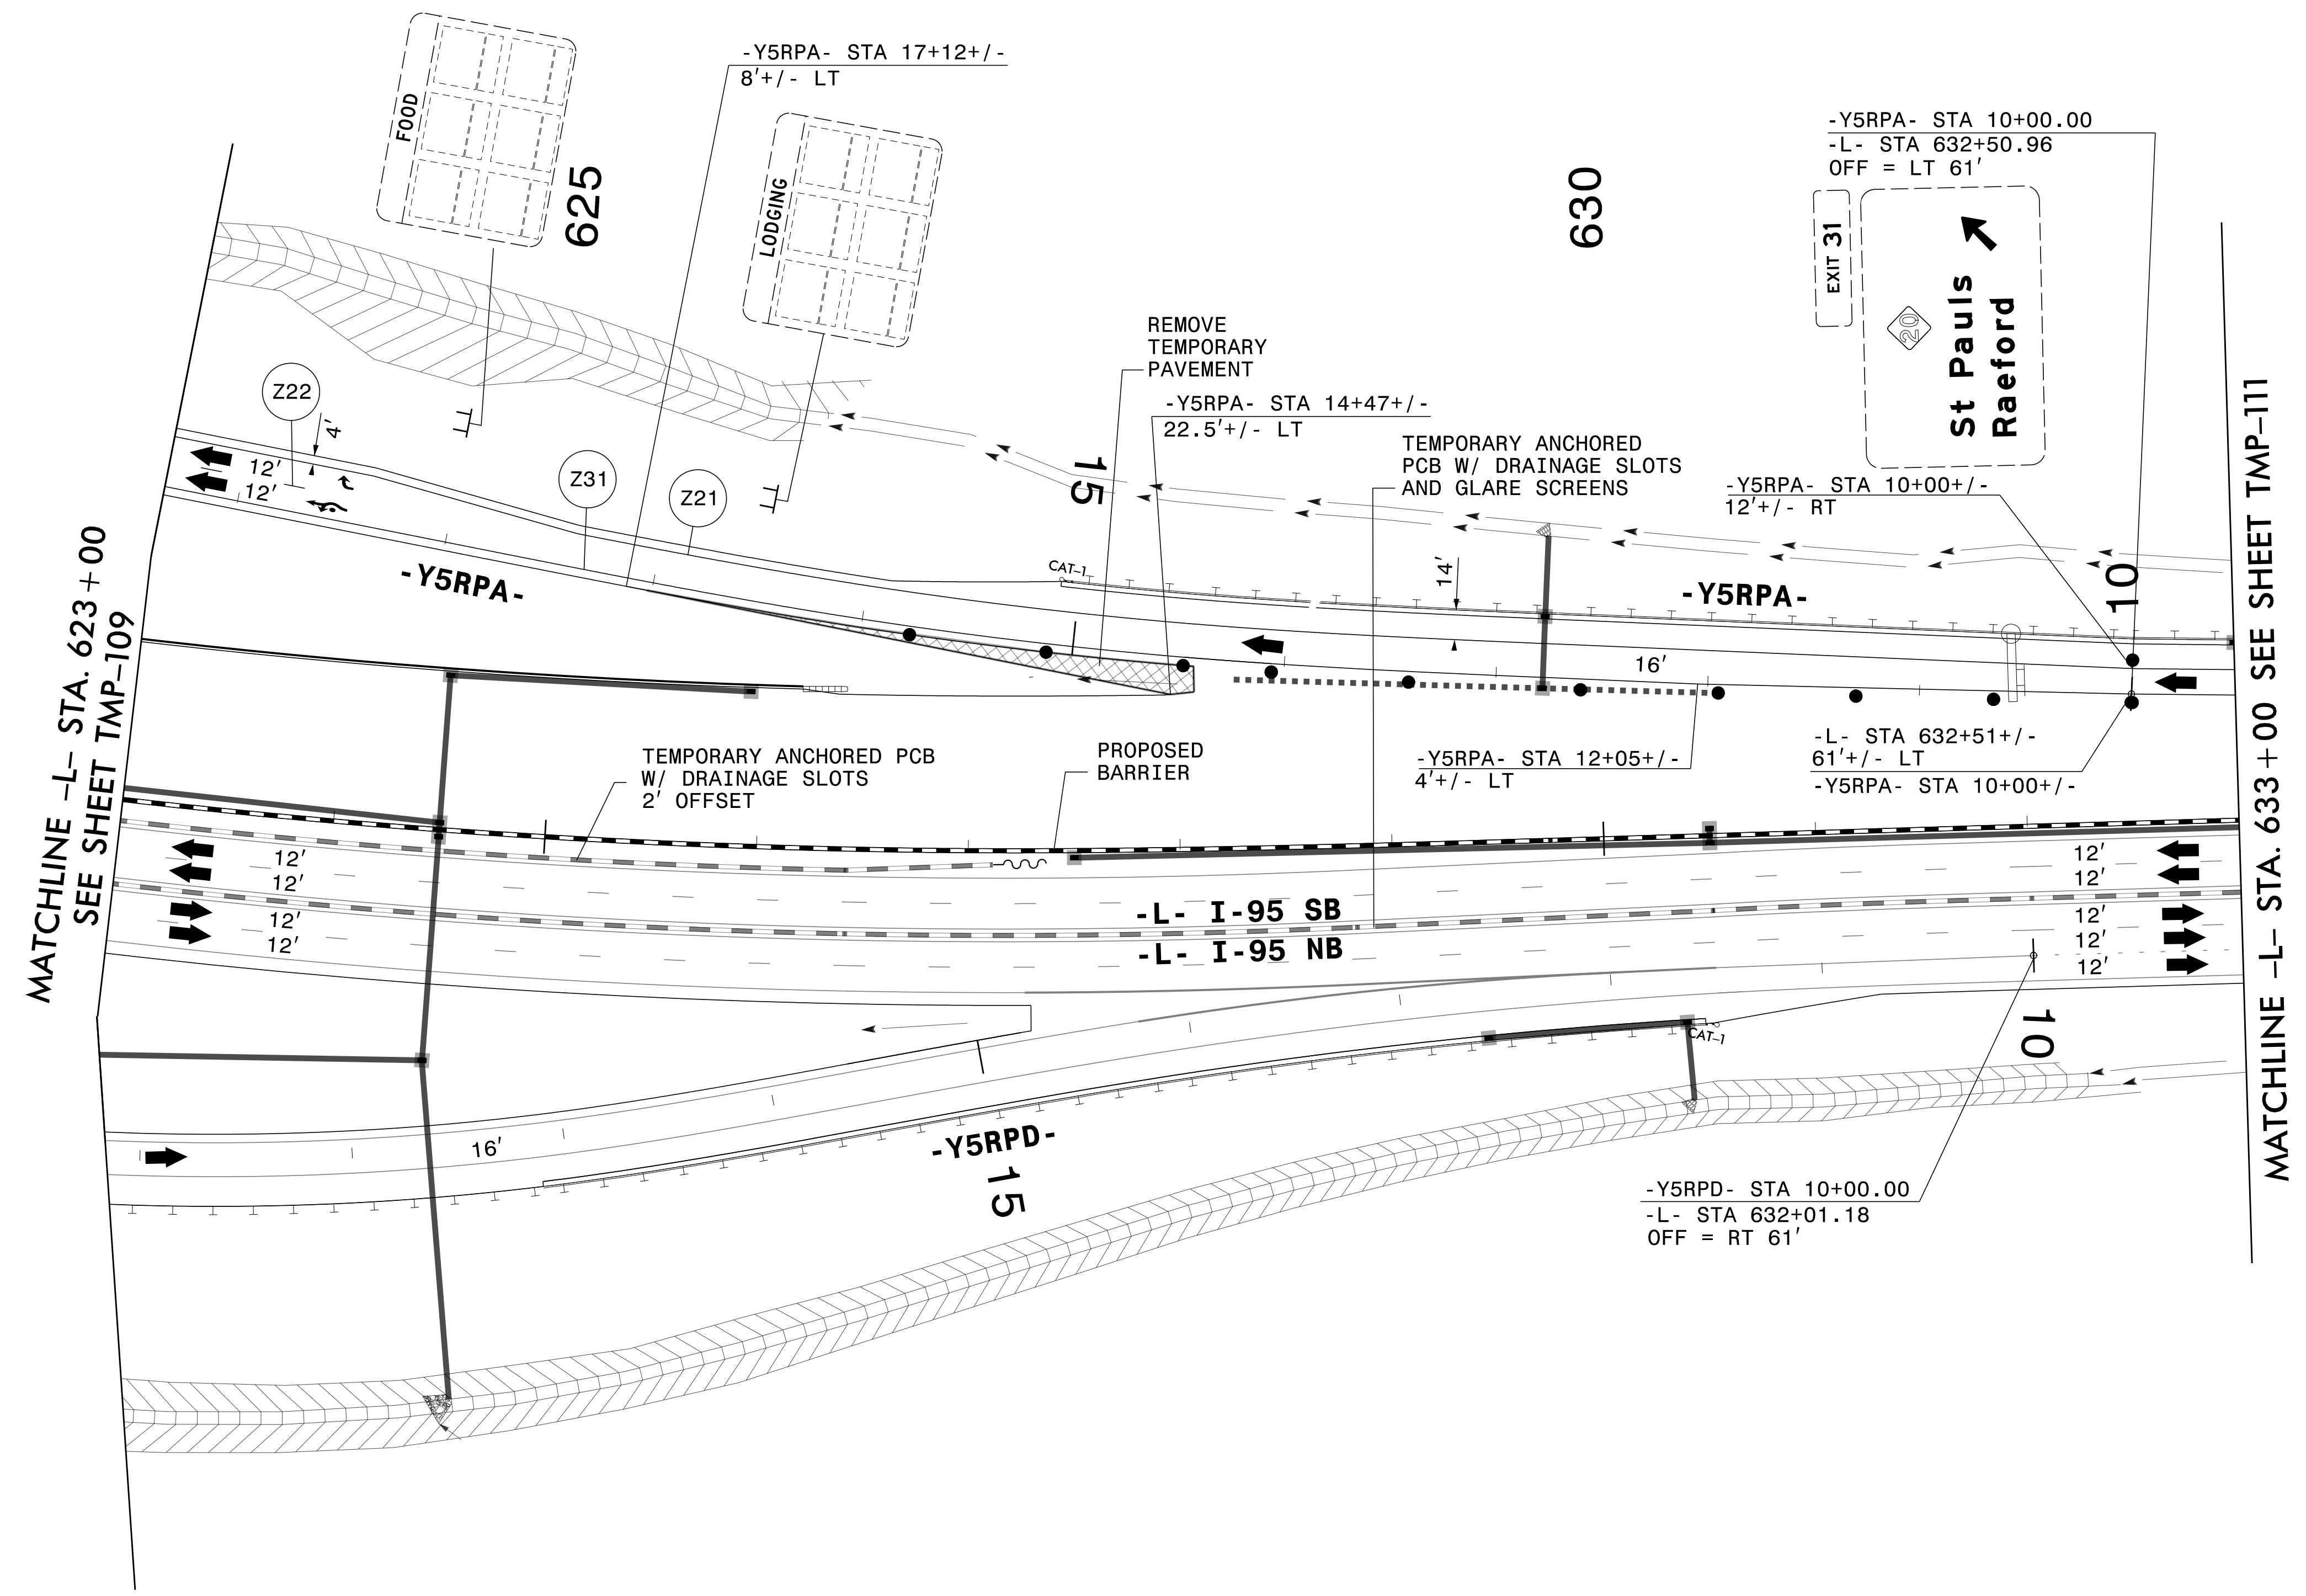 -Y5RPA- STA 17+12+/-
8'+/- LT
FOOD
625
LODGING
630
-Y5RPA- STA 10+00.00
-L- STA 632+50.96
OFF = LT 61'
EXIT 31
20
St Pauls
Raeford
REMOVE
TEMPORARY
PAVEMENT
-Y5RPA- STA 14+47+/-
22.5'+/- LT
TEMPORARY ANCHORED
PCB W/ DRAINAGE SLOTS
AND GLARE SCREENS
-Y5RPA- STA 10+00+/-
12'+/- RT
Z22
4'
Z31
Z21
15
12'
12'
CAT-1
14'
-Y5RPA-
-Y5RPA-
10
16'
MATCHLINE -L- STA. 623+00
SEE SHEET TMP-109
MATCHLINE -L- STA. 633+00 SEE SHEET TMP-111
TEMPORARY ANCHORED PCB
W/ DRAINAGE SLOTS
2' OFFSET
PROPOSED
BARRIER
-Y5RPA- STA 12+05+/-
4'+/- LT
-L- STA 632+51+/-
61'+/- LT
-Y5RPA- STA 10+00+/-
12'
12'
12'
12'
-L- I-95 SB
-L- I-95 NB
12'
12'
12'
12'
12'
10
CAT-1
16'
-Y5RPD-
15
-Y5RPD- STA 10+00.00
-L- STA 632+01.18
OFF = RT 61'